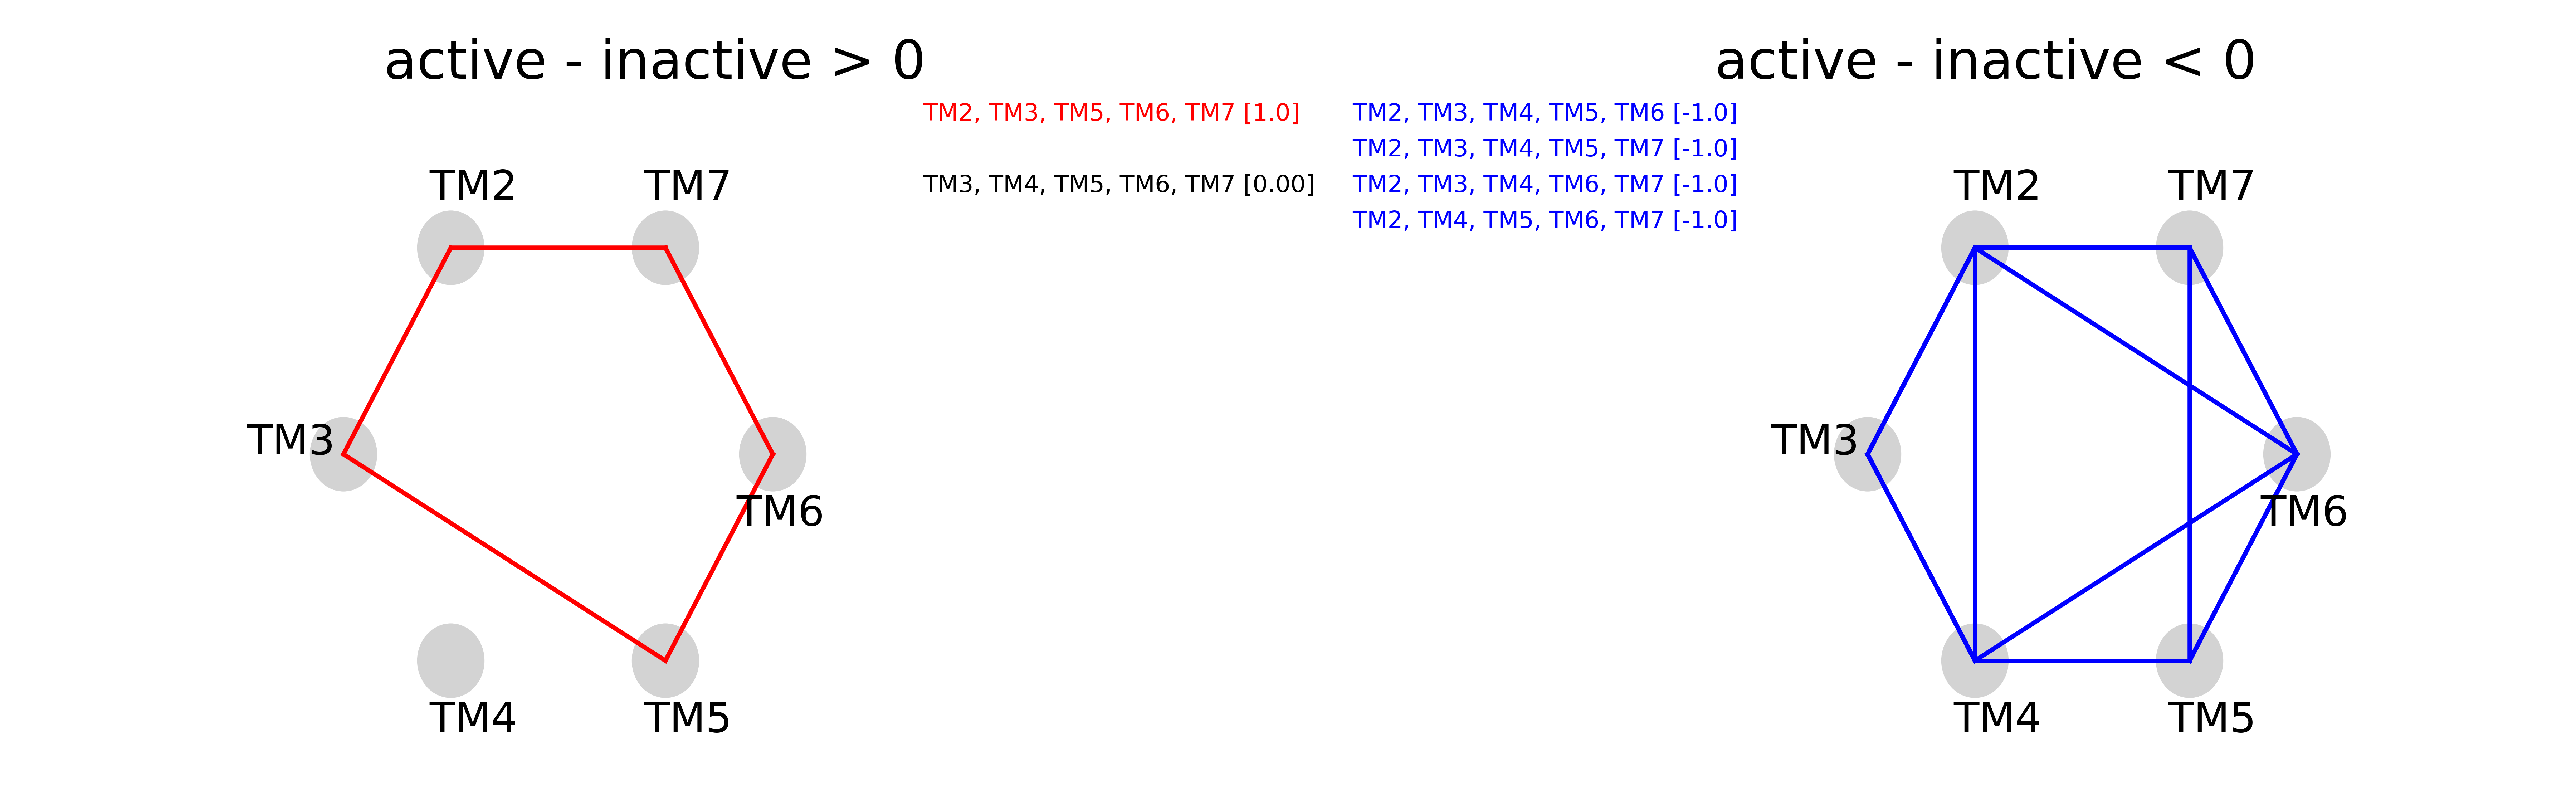 active - inactive > 0
TM2, TM3, TM5, TM6, TM7 [1.0]
TM3, TM4, TM5, TM6, TM7 [0.00]
TM2
TM7
TM3
TM6
TM4
TM5
active - inactive < 0
TM2, TM3, TM4, TM5, TM6 [-1.0]
TM2, TM3, TM4, TM5, TM7 [-1.0]
TM2, TM3, TM4, TM6, TM7 [-1.0]
TM2, TM4, TM5, TM6, TM7 [-1.0]
TM2
TM7
TM3
TM6
TM4
TM5